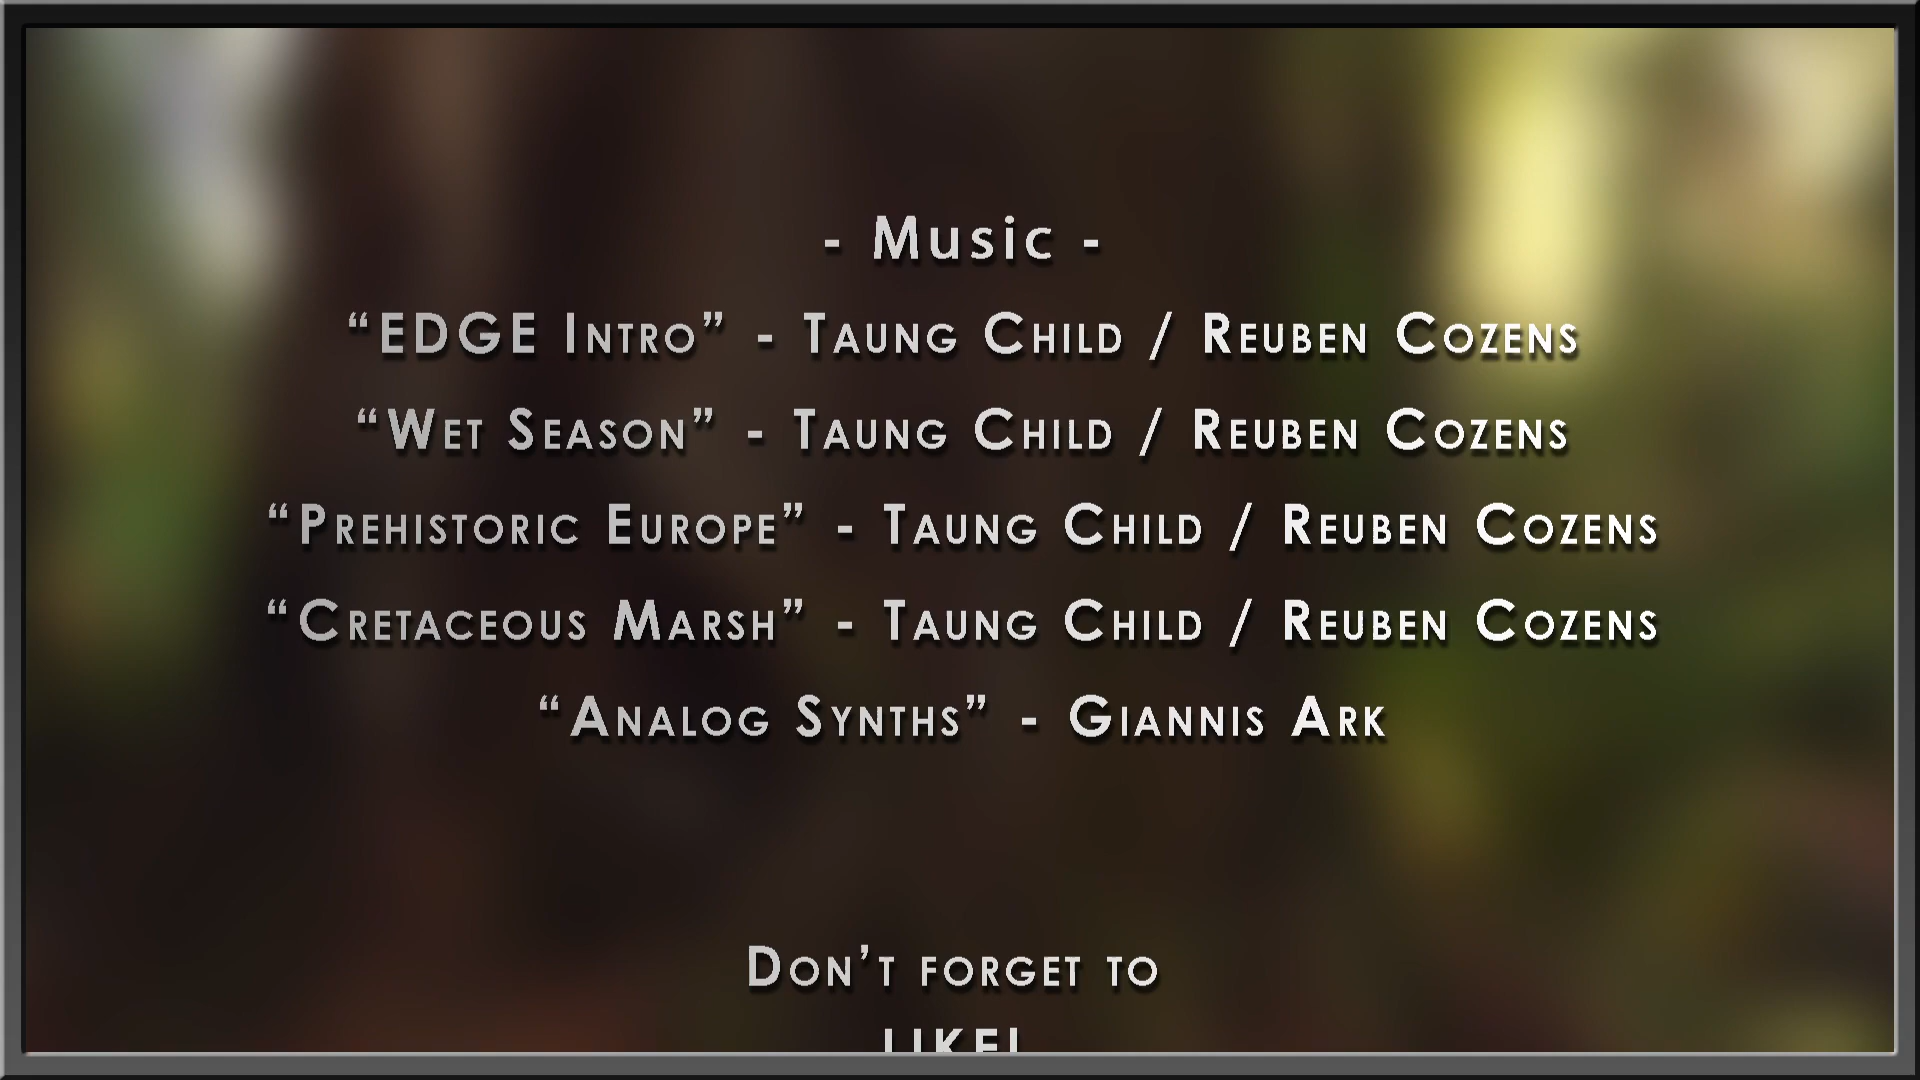 - Music -
“EDGE Intro” - Taung Child / Reuben Cozens
“Wet Season” - Taung Child / Reuben Cozens
“Prehistoric Europe” - Taung Child / Reuben Cozens
“Cretaceous Marsh” - Taung Child / Reuben Cozens
“Analog Synths” - Giannis Ark
Don’t forget to
LIKE!